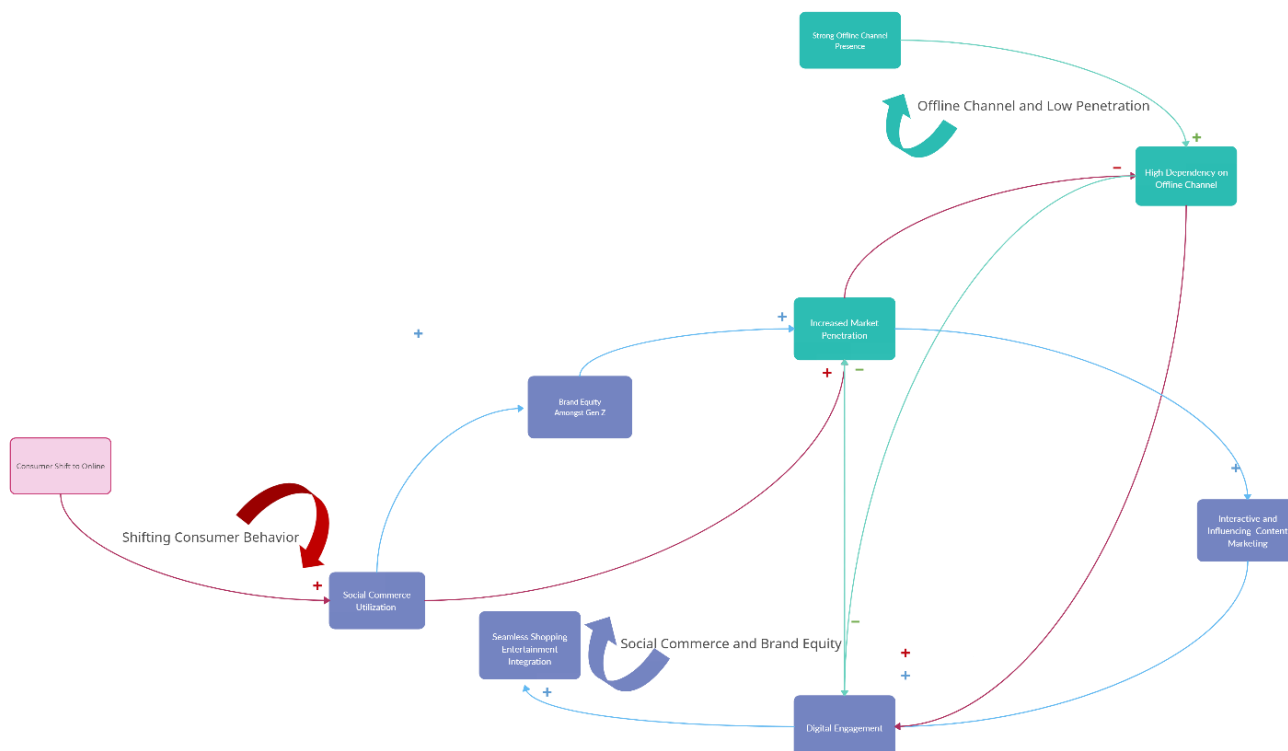 Strong Offline Channel
Presence
Offline Channel and Low Penetration
+
−
High Dependency on
Offline Channel
+
+
Increased Market
Penetration
+
−
Brand Equity
Amongst Gen Z
Consumer Shift to Online
+
Interactive and
Influencing Content
Marketing
Shifting Consumer Behavior
+
Social Commerce
Utilization
Seamless Shopping
Entertainment
Integration
Social Commerce and Brand Equity
−
+
+
+
Digital Engagement